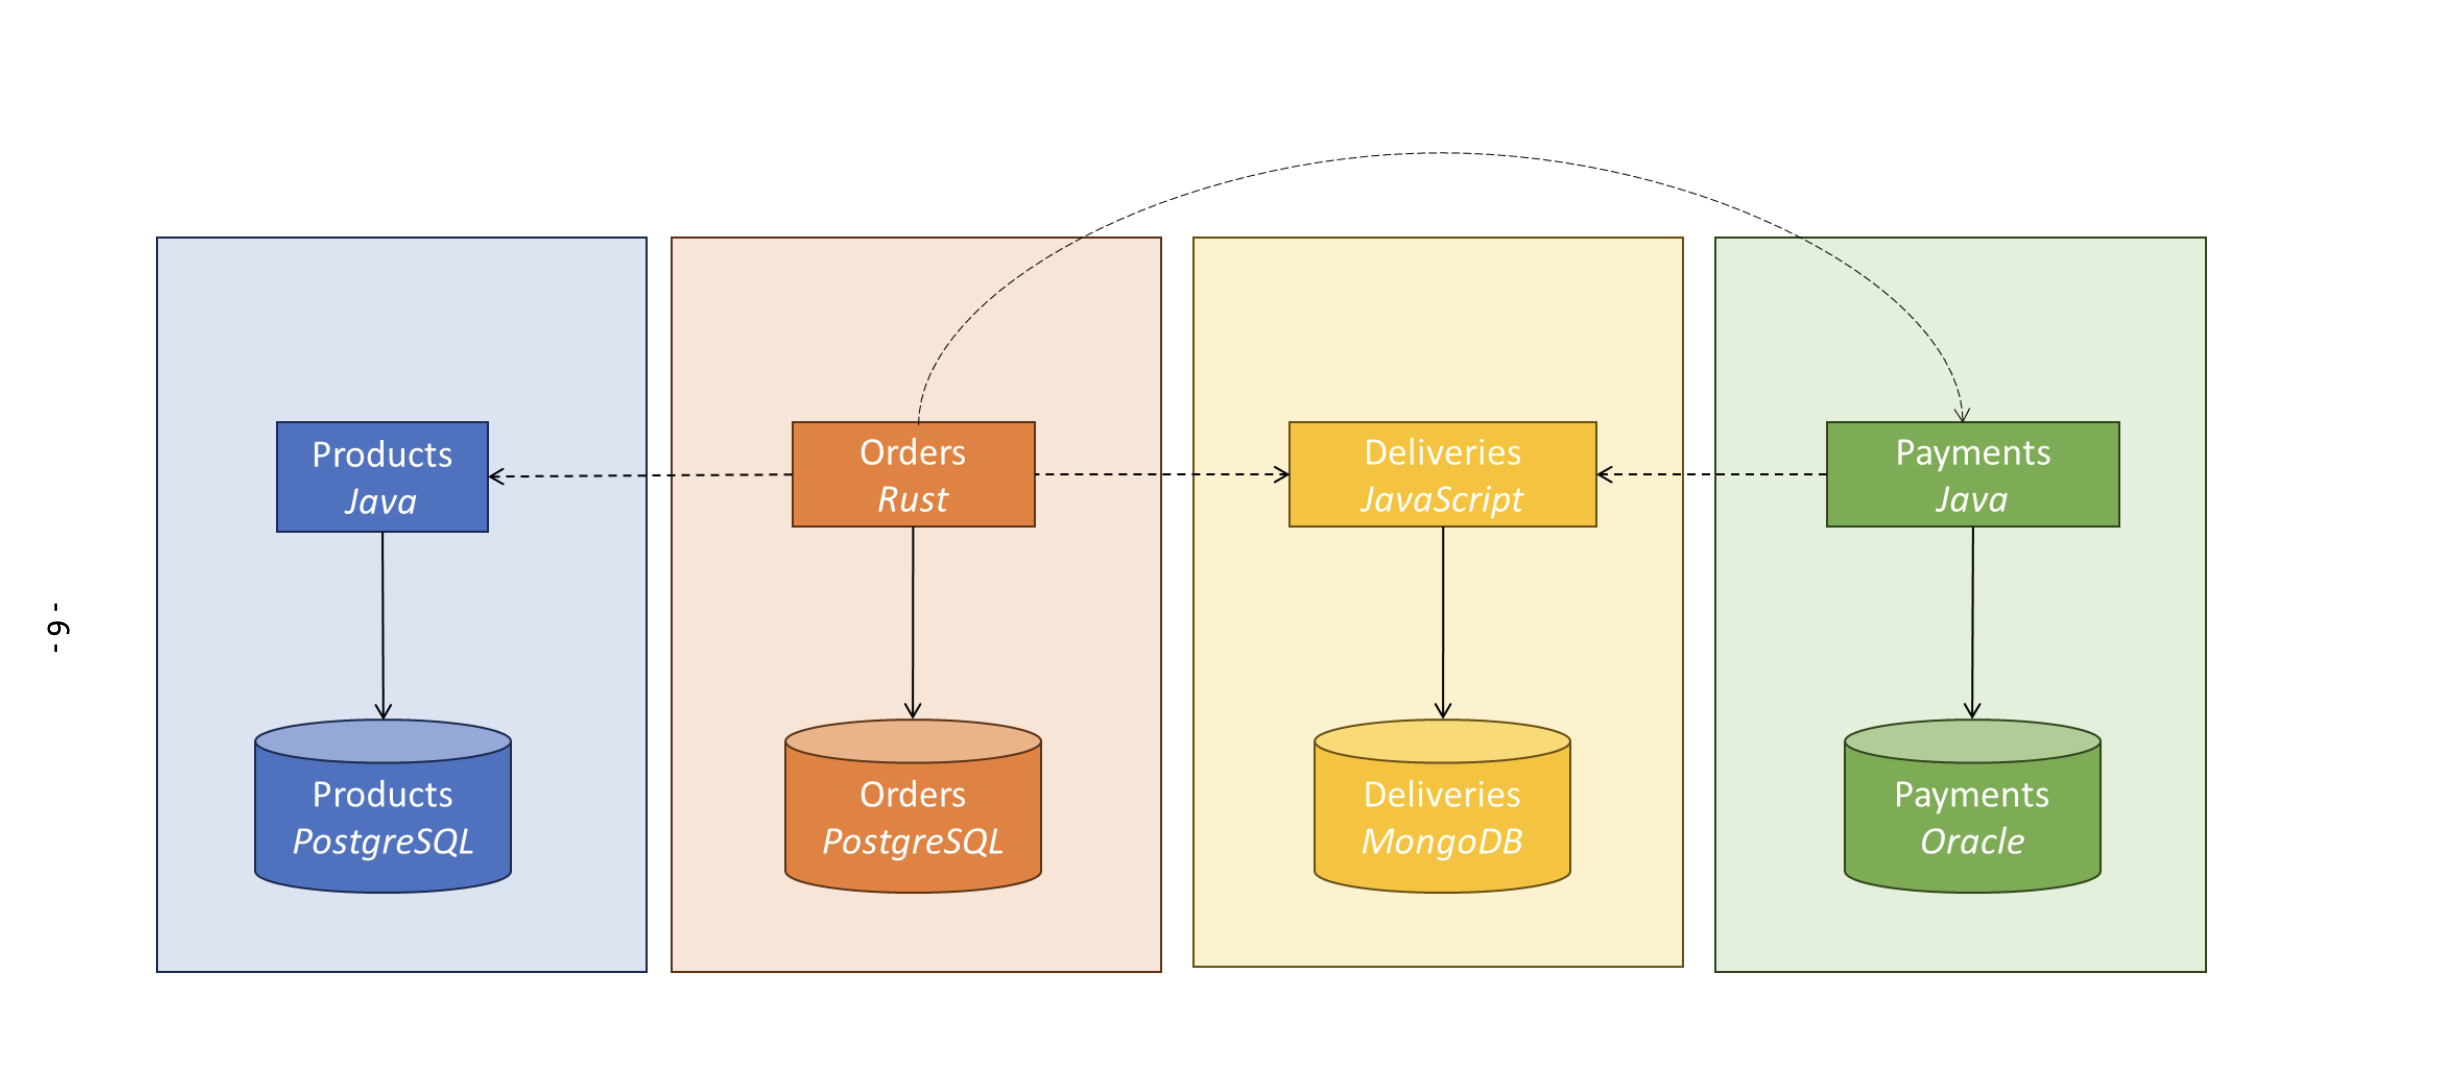 Products
Java
Orders
Rust
Deliveries
JavaScript
Payments
Java
Products
PostgreSQL
Orders
PostgreSQL
Deliveries
MongoDB
Payments
Oracle
- 9 -